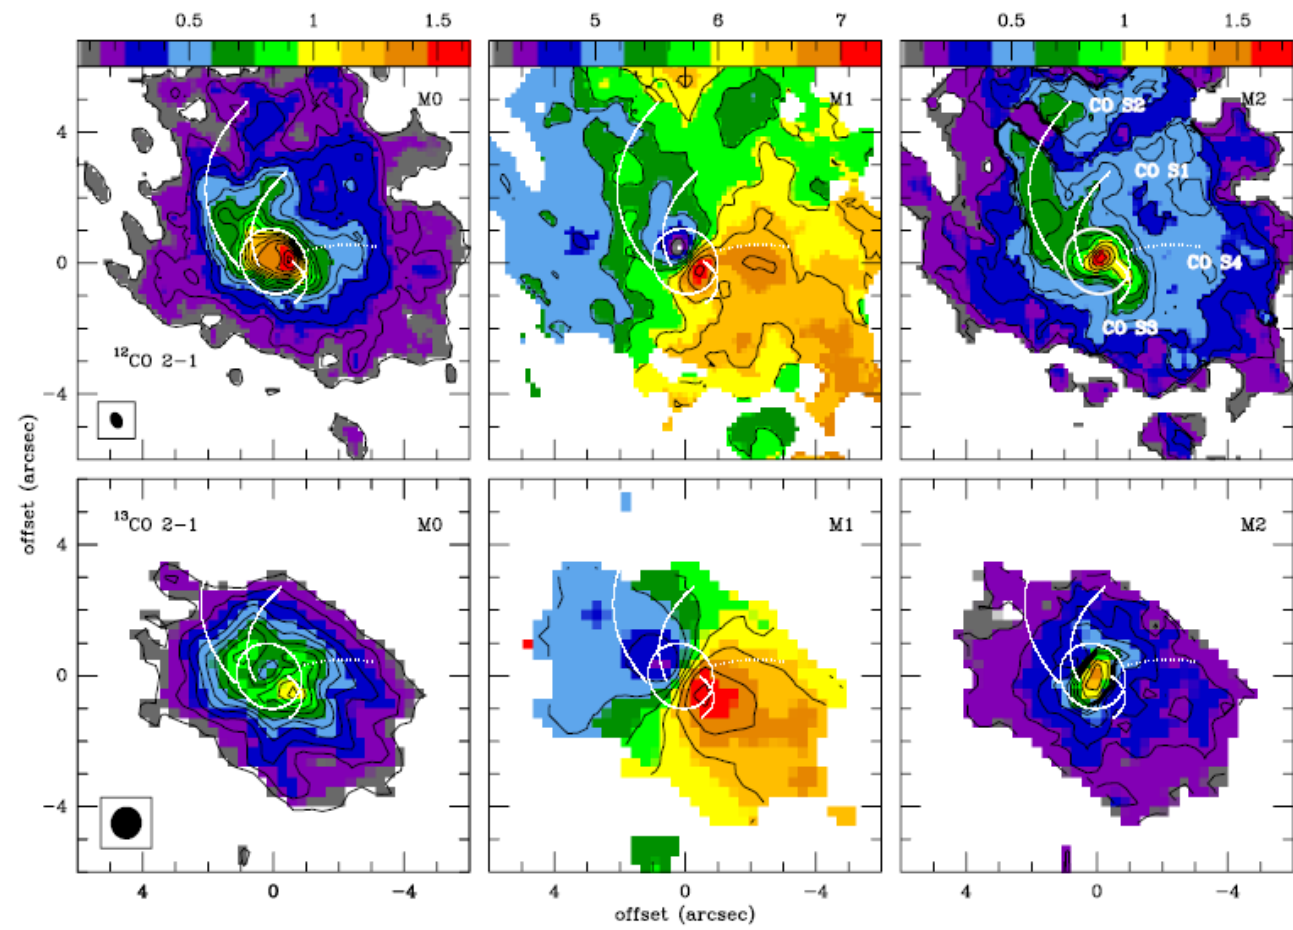 0.5 1 1.5 5 6 7 0.5 1 1.5
M0 M1 M2
CO S2
CO S1
CO S4
CO S3
4
0
−4
¹²CO 2−1
¹³CO 2−1 M0 M1 M2
4
0
−4
4 0 −4 4 0 −4 4 0 −4
offset (arcsec)
offset (arcsec)